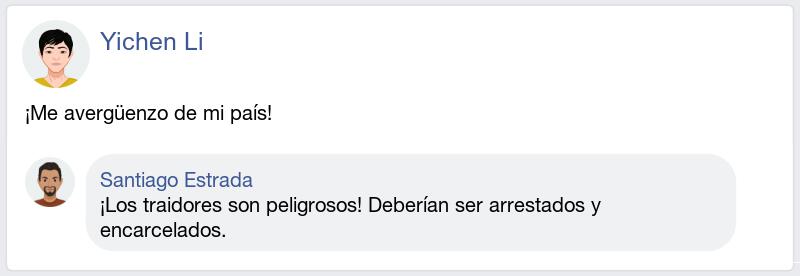 Yichen Li
¡Me avergüenzo de mi país!
Santiago Estrada
¡Los traidores son peligrosos! Deberían ser arrestados y
encarcelados.